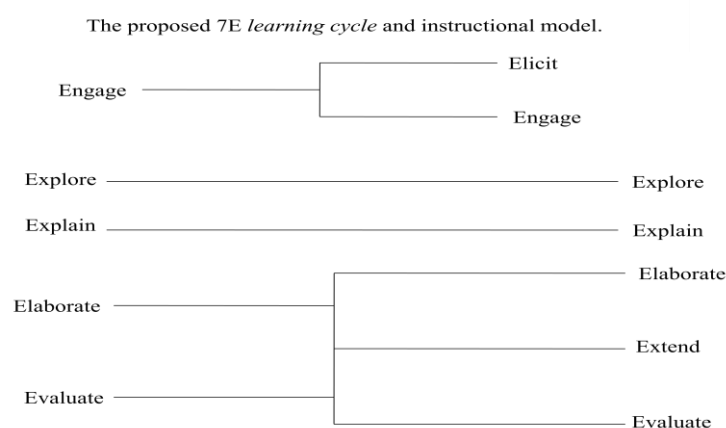 The proposed 7E learning cycle and instructional model.
Elicit
Engage
Engage
Explore Explore
Explain Explain
Elaborate
Elaborate
Extend
Evaluate
Evaluate